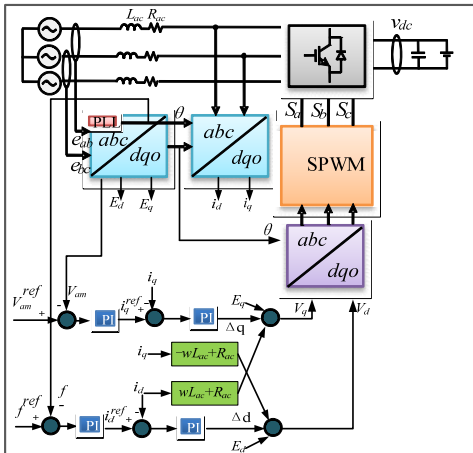 L_ac R_ac
v_dc
S_a S_b S_c
PLI
θ
e_ab
e_bc
abc
dqo
abc
dqo
SPWM
E_d E_q
i_d i_q
θ
abc
dqo
V_am^ref
V_am
-
+
PI
i_q^ref
i_q
+
-
PI
Δq
E_q
V_q
V_d
i_q
-wL_ac+R_ac
i_d
wL_ac+R_ac
f^ref
f
-
+
PI
i_d^ref
+
-
PI
Δd
E_d